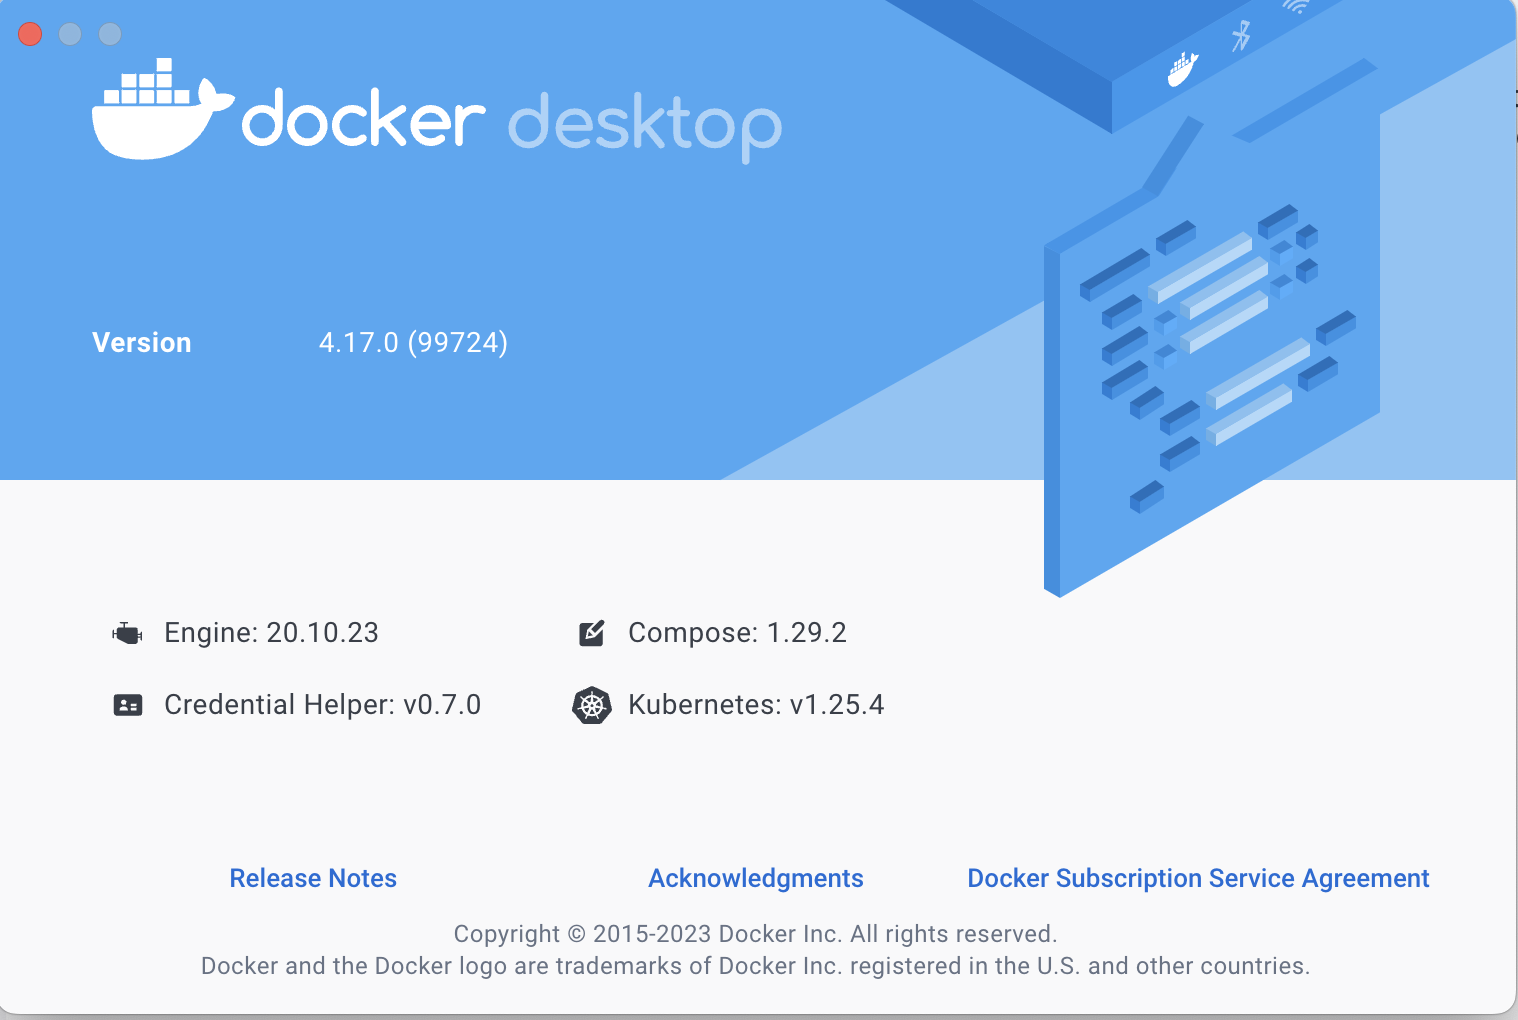 docker desktop
Version 4.17.0 (99724)
Engine: 20.10.23
Compose: 1.29.2
Credential Helper: v0.7.0
Kubernetes: v1.25.4
Release Notes
Acknowledgments
Docker Subscription Service Agreement
Copyright © 2015-2023 Docker Inc. All rights reserved.
Docker and the Docker logo are trademarks of Docker Inc. registered in the U.S. and other countries.